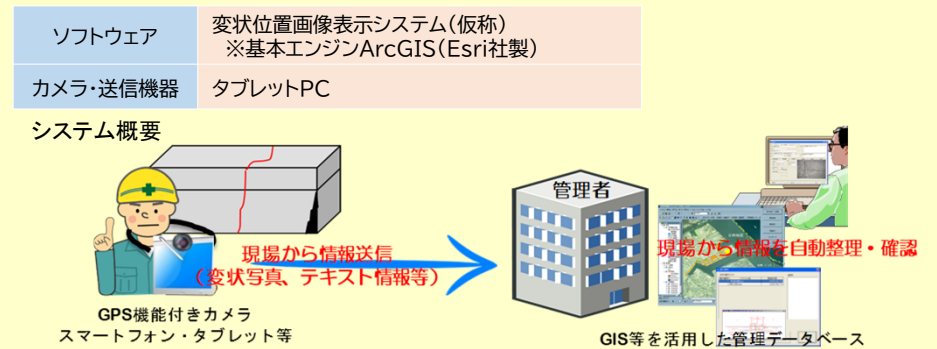 ソフトウェア
変状位置画像表示システム(仮称)
※基本エンジンArcGIS(Esri社製)
カメラ・送信機器
タブレットPC
システム概要
管理者
現場から情報送信
(変状写真、テキスト情報等)
現場から情報を自動整理・確認
GPS機能付きカメラ
スマートフォン・タブレット等
GIS等を活用した管理データベース